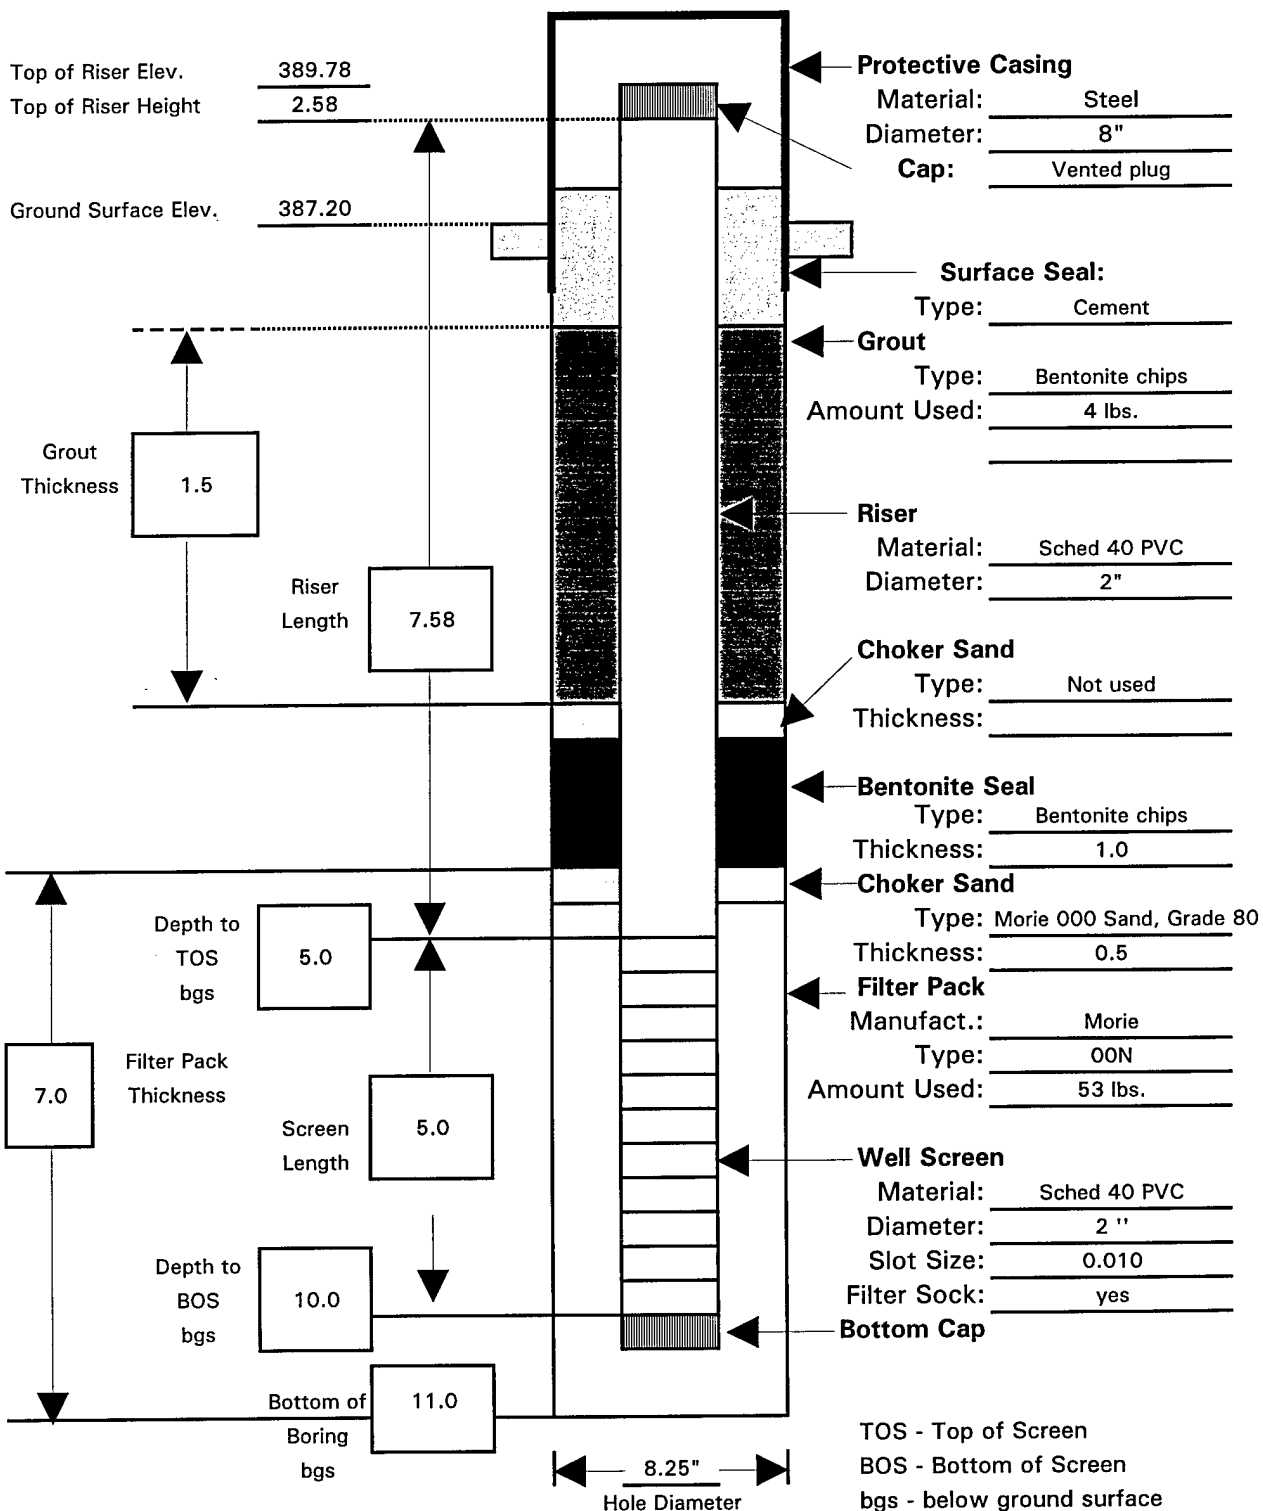 Top of Riser Elev. 389.78
Top of Riser Height 2.58
Ground Surface Elev. 387.20
Grout
Thickness
1.5
Riser
Length
7.58
Depth to
TOS
bgs
5.0
Filter Pack
Thickness
7.0
Screen
Length
5.0
Depth to
BOS
bgs
10.0
Bottom of
Boring
bgs
11.0
8.25"
Hole Diameter
Protective Casing
Material: Steel
Diameter: 8"
Cap: Vented plug
Surface Seal:
Type: Cement
Grout
Type: Bentonite chips
Amount Used: 4 lbs.
Riser
Material: Sched 40 PVC
Diameter: 2"
Choker Sand
Type: Not used
Thickness:
Bentonite Seal
Type: Bentonite chips
Thickness: 1.0
Choker Sand
Type: Morie 000 Sand, Grade 80
Thickness: 0.5
Filter Pack
Manufact.: Morie
Type: 00N
Amount Used: 53 lbs.
Well Screen
Material: Sched 40 PVC
Diameter: 2 ''
Slot Size: 0.010
Filter Sock: yes
Bottom Cap
TOS - Top of Screen
BOS - Bottom of Screen
bgs - below ground surface